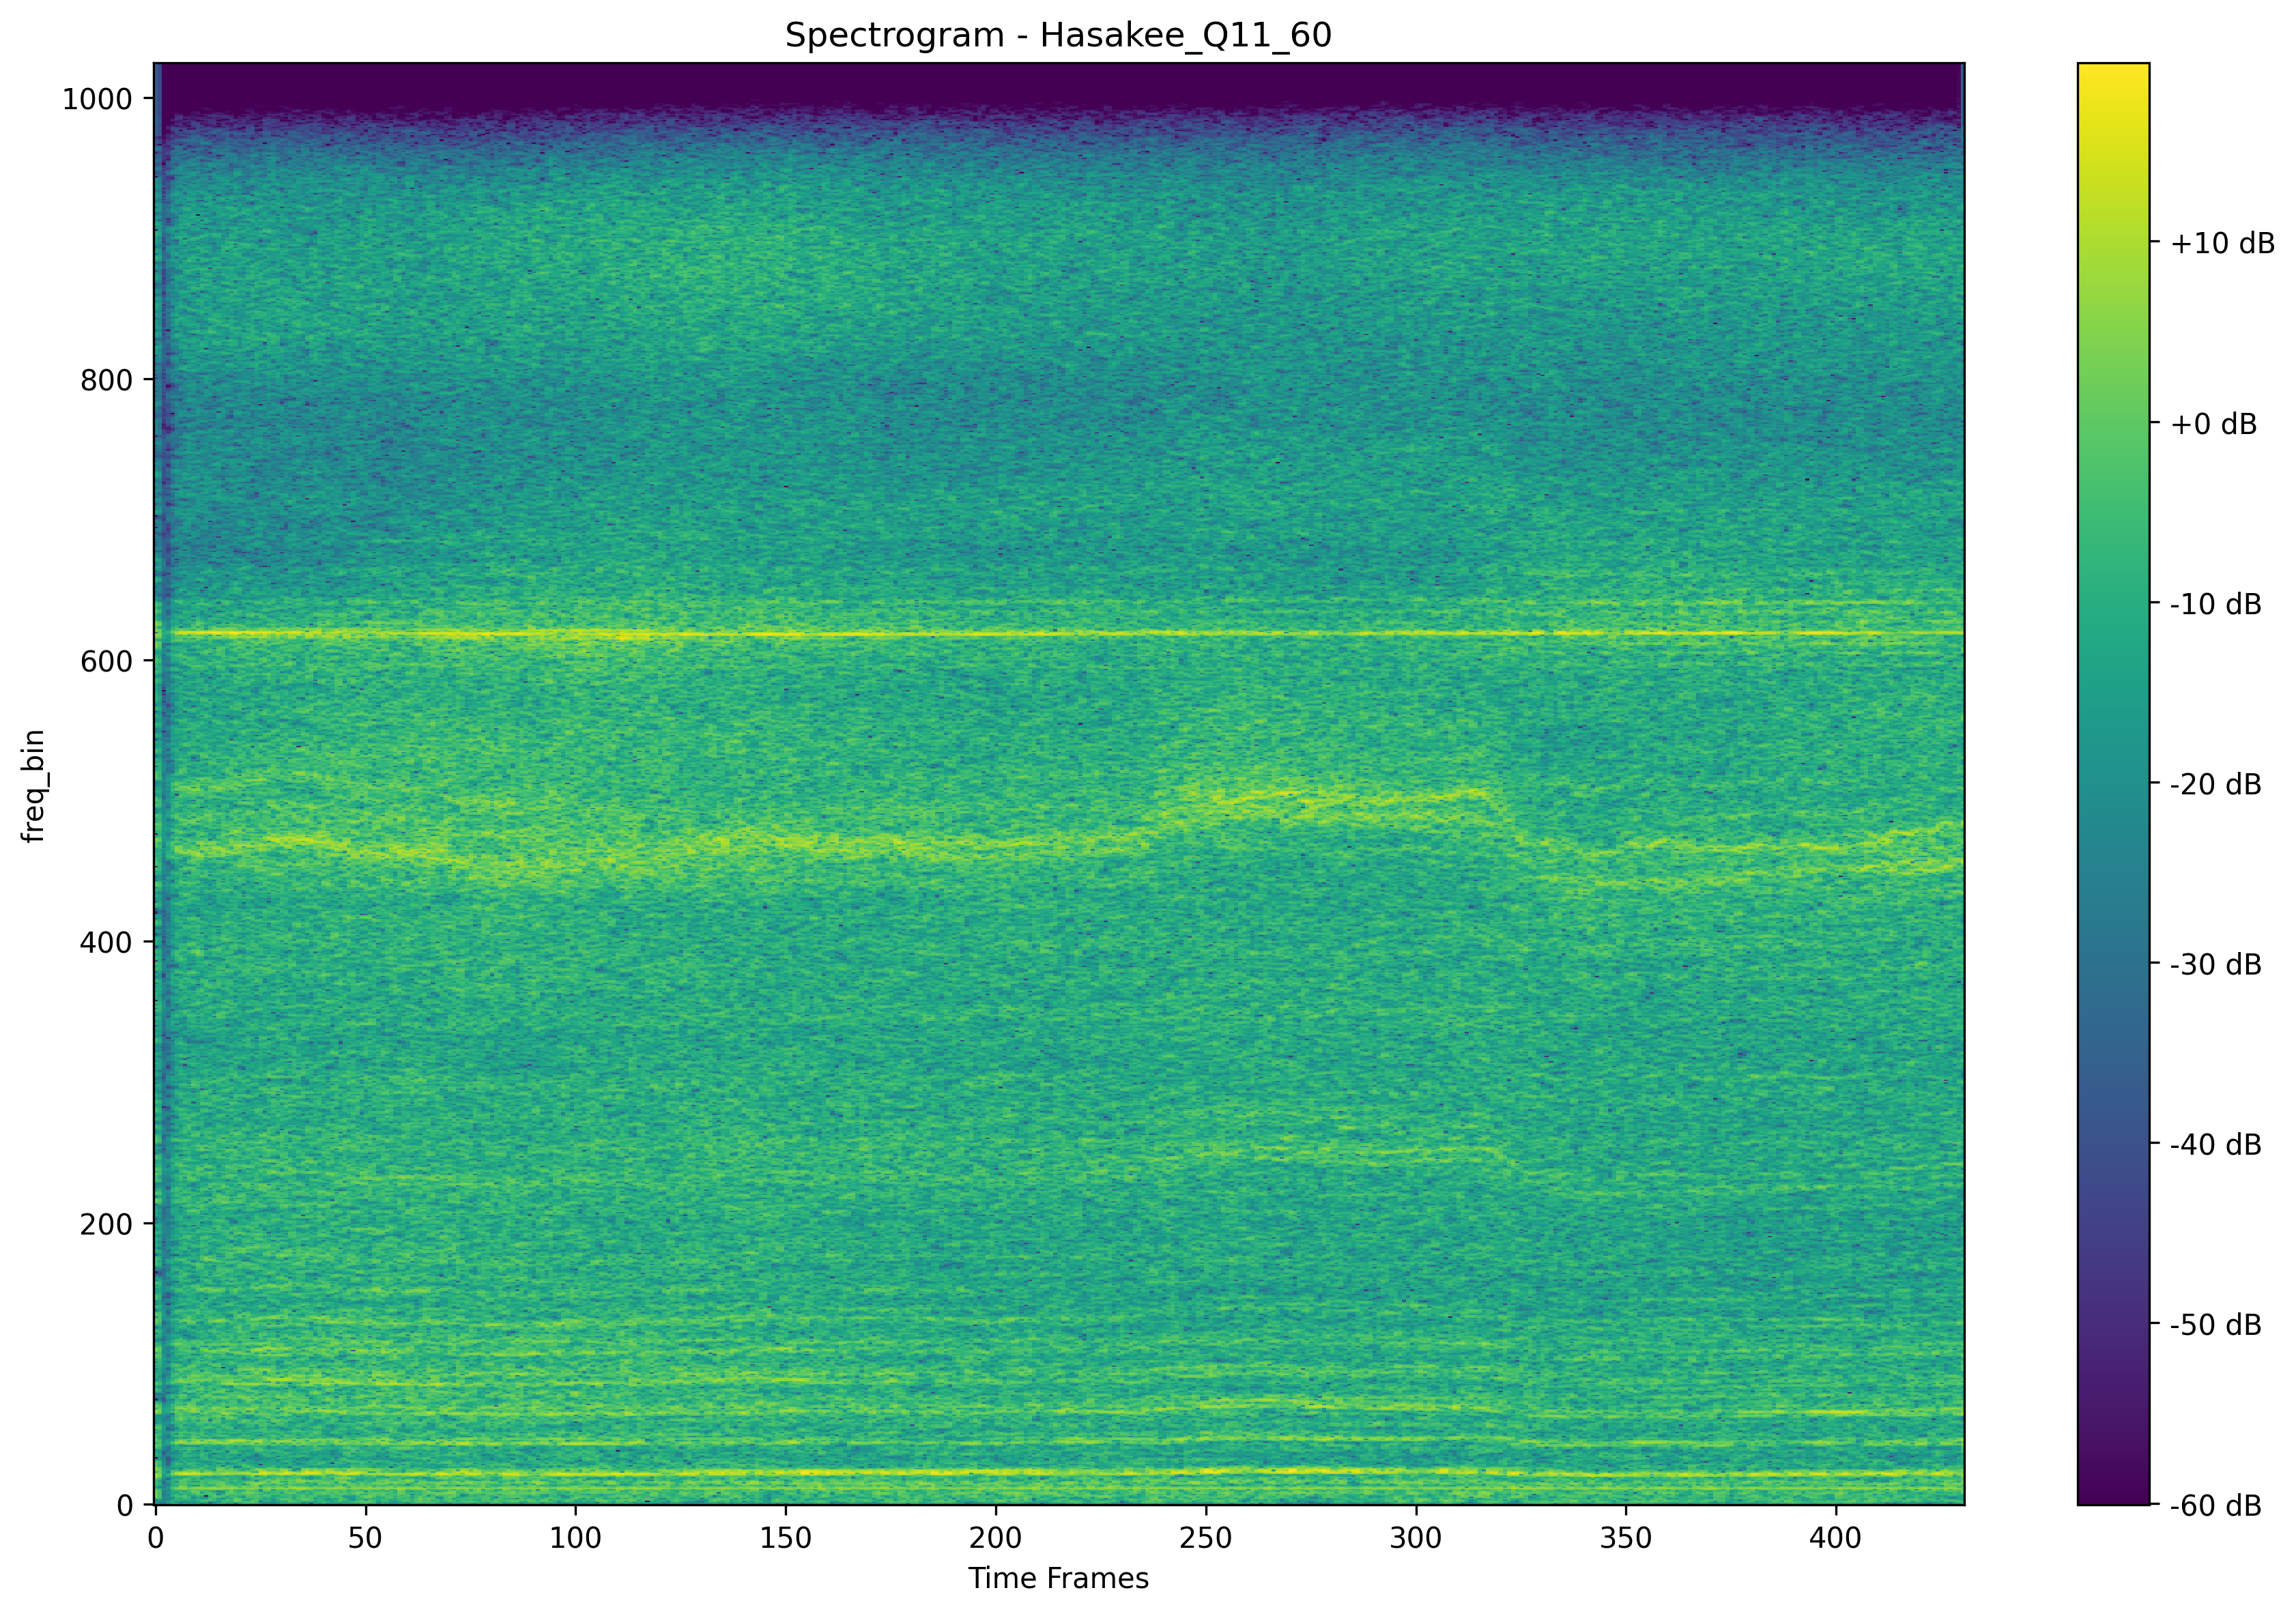 Spectrogram - Hasakee_Q11_60
1000
800
600
400
200
0
freq_bin
0 50 100 150 200 250 300 350 400
Time Frames
+10 dB
+0 dB
-10 dB
-20 dB
-30 dB
-40 dB
-50 dB
-60 dB